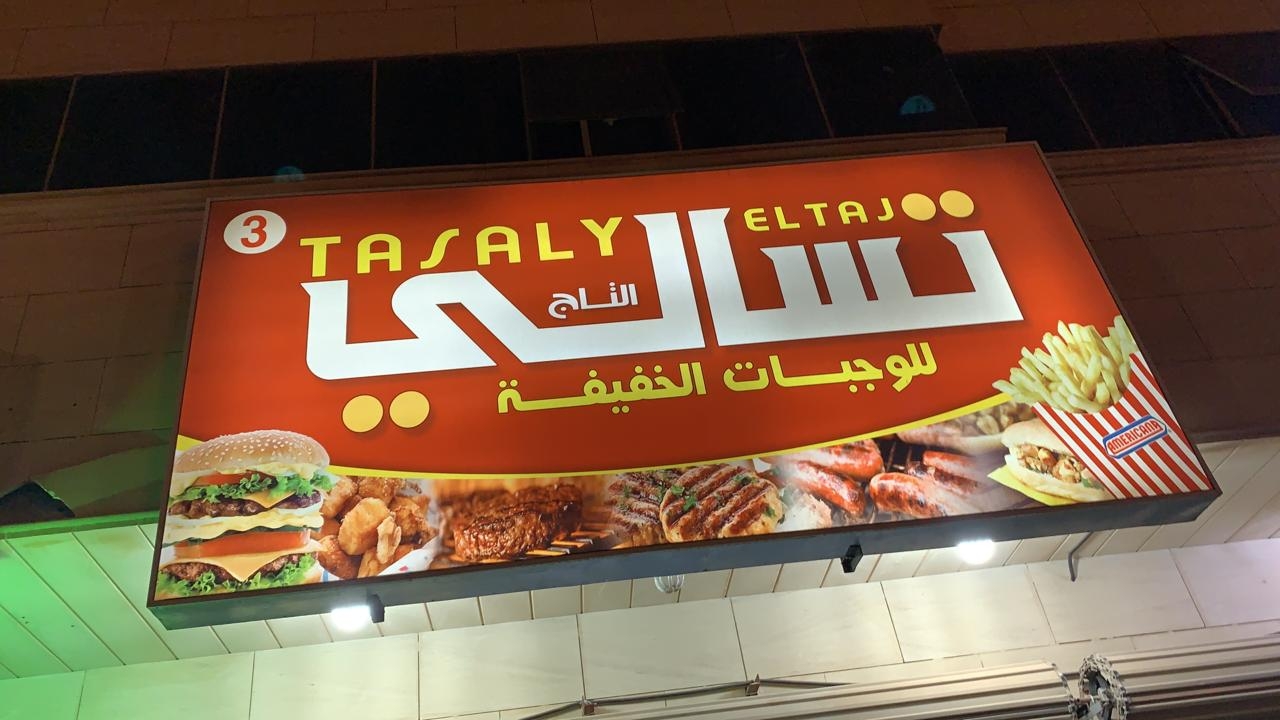 3
TASALY ELTAJ
تسالي
التاج
للوجبات الخفيفة
AMERICANA